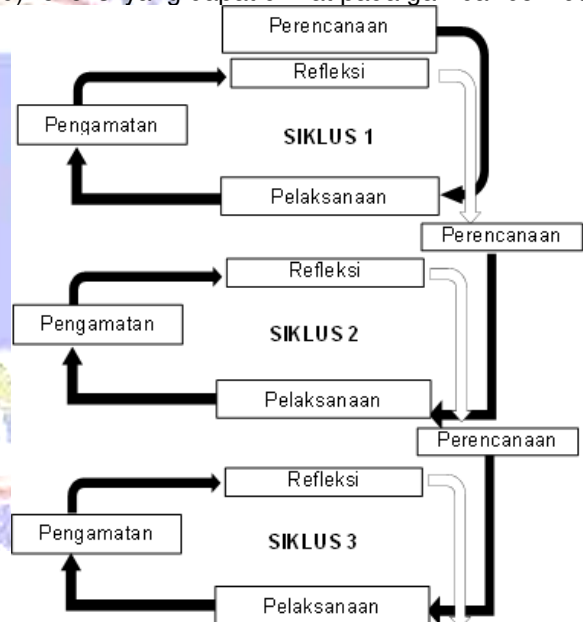 Perencanaan
Refleksi
Pengamatan
SIKLUS 1
Pelaksanaan
Perencanaan
Refleksi
Pengamatan
SIKLUS 2
Pelaksanaan
Perencanaan
Refleksi
Pengamatan
SIKLUS 3
Pelaksanaan